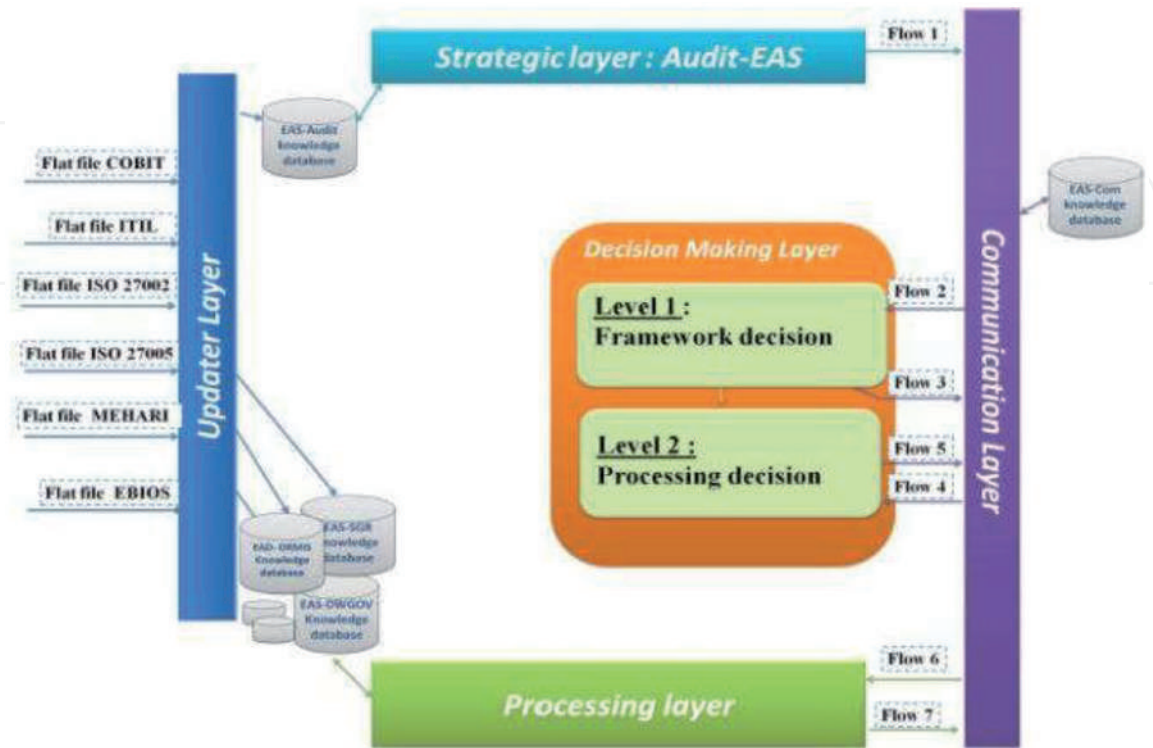 Strategic layer : Audit-EAS
Flow 1
EAS-Audit
knowledge
database
Flat file COBIT
Flat file ITIL
Flat file ISO 27002
Flat file ISO 27005
Flat file MEHARI
Flat file EBIOS
Updater Layer
EAS-Com
knowledge
database
Communication Layer
Decision Making Layer
Level 1 :
Framework decision
Flow 2
Flow 3
Level 2 :
Processing decision
Flow 5
Flow 4
EAS-SGR
nowledge
database
EAD-DRMG
Knowledge
database
EAS-DWGOV
Knowledge
database
Flow 6
Processing layer
Flow 7